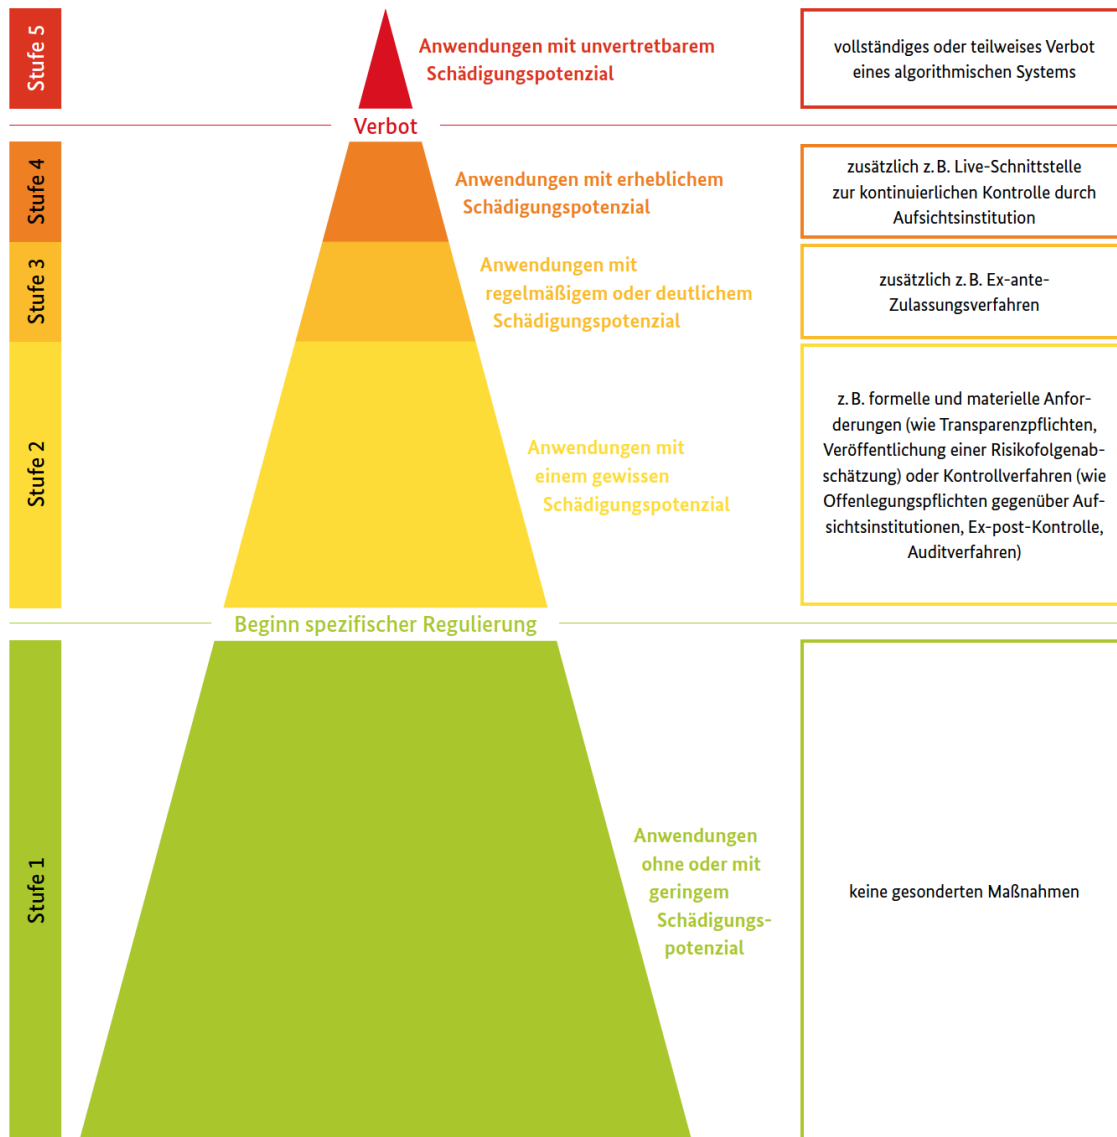 Stufe 5
Anwendungen mit unvertretbarem
Schädigungspotenzial
vollständiges oder teilweises Verbot
eines algorithmischen Systems
Verbot
Stufe 4
Anwendungen mit erheblichem
Schädigungspotenzial
zusätzlich z. B. Live-Schnittstelle
zur kontinuierlichen Kontrolle durch
Aufsichtsinstitution
Stufe 3
Anwendungen mit
regelmäßigem oder deutlichem
Schädigungspotenzial
zusätzlich z. B. Ex-ante-
Zulassungsverfahren
Stufe 2
Anwendungen mit
einem gewissen
Schädigungspotenzial
z. B. formelle und materielle Anfor-
derungen (wie Transparenzpflichten,
Veröffentlichung einer Risikofolgenab-
schätzung) oder Kontrollverfahren (wie
Offenlegungspflichten gegenüber Auf-
sichtsinstitutionen, Ex-post-Kontrolle,
Auditverfahren)
Beginn spezifischer Regulierung
Stufe 1
Anwendungen
ohne oder mit
geringem
Schädigungs-
potenzial
keine gesonderten Maßnahmen